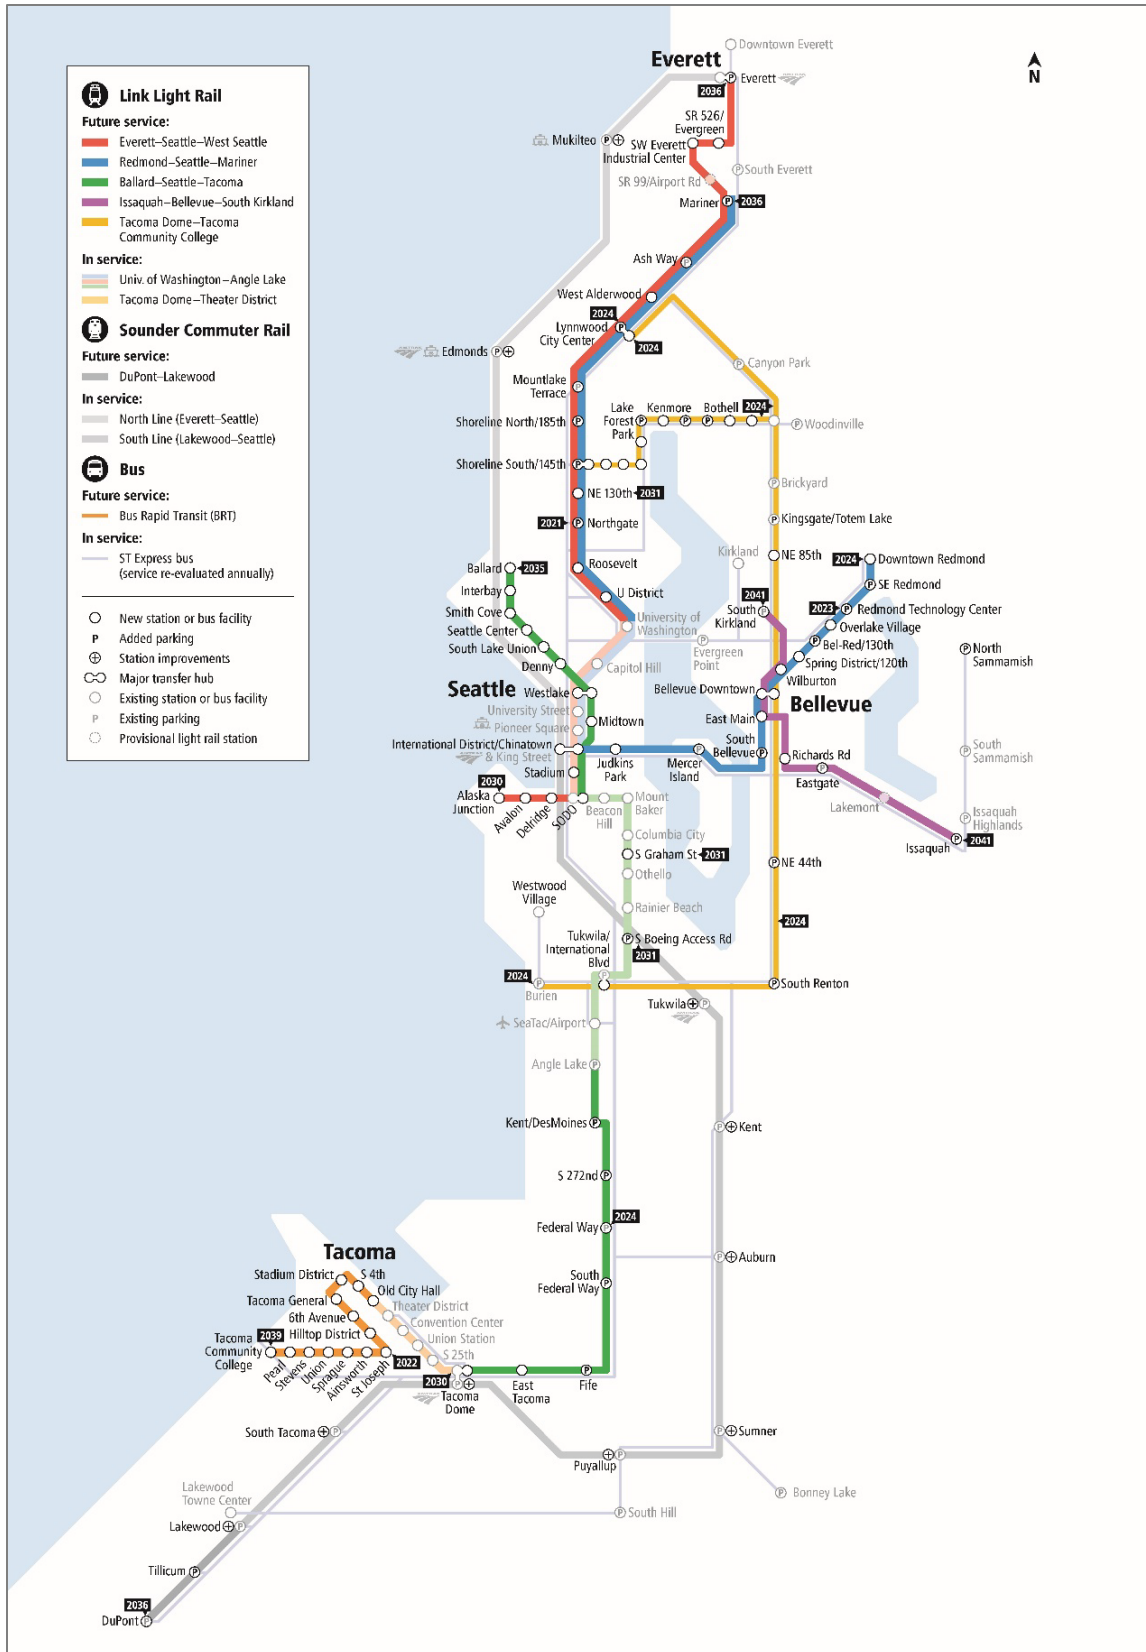 Link Light Rail
Future service:
Everett–Seattle–West Seattle
Redmond–Seattle–Mariner
Ballard–Seattle–Tacoma
Issaquah–Bellevue–South Kirkland
Tacoma Dome–Tacoma
Community College
In service:
Univ. of Washington–Angle Lake
Tacoma Dome–Theater District
Sounder Commuter Rail
Future service:
DuPont–Lakewood
In service:
North Line (Everett–Seattle)
South Line (Lakewood–Seattle)
Bus
Future service:
Bus Rapid Transit (BRT)
In service:
ST Express bus
(service re-evaluated annually)
New station or bus facility
P
Added parking
Station improvements
Major transfer hub
Existing station or bus facility
P
Existing parking
Provisional light rail station
N
Downtown Everett
Everett
Everett
2036
SR 526/
Evergreen
SW Everett
Industrial Center
Mukilteo
South Everett
SR 99/Airport Rd
Mariner
2036
Ash Way
West Alderwood
2024
Lynnwood
City Center
2024
Edmonds
Canyon Park
Mountlake
Terrace
Lake
Forest
Park
Kenmore
Bothell
2024
Woodinville
Shoreline North/185th
Shoreline South/145th
Brickyard
NE 130th
2031
2021
Northgate
Kingsgate/Totem Lake
Roosevelt
NE 85th
Kirkland
2024
Downtown Redmond
Ballard
2035
SE Redmond
Interbay
U District
2041
South
Kirkland
2023
Redmond Technology Center
Smith Cove
University of
Washington
Overlake Village
Seattle Center
Bel-Red/130th
South Lake Union
Evergreen
Point
Spring District/120th
North
Sammamish
Denny
Capitol Hill
Wilburton
Seattle
Westlake
Bellevue Downtown
Bellevue
University Street
Pioneer Square
Midtown
East Main
International District/Chinatown
& King Street
South
Bellevue
South
Sammamish
Stadium
Judkins
Park
Mercer
Island
Richards Rd
Eastgate
2030
Alaska
Junction
Avalon
Delridge
SODO
Beacon
Hill
Mount
Baker
Lakemont
Issaquah
Highlands
Columbia City
Issaquah
2041
S Graham St
2031
NE 44th
Othello
Westwood
Village
Rainier Beach
2024
Tukwila/
International
Blvd
S Boeing Access Rd
2031
2024
Burien
South Renton
Tukwila
SeaTac/Airport
Angle Lake
Kent/DesMoines
Kent
S 272nd
2024
Federal Way
Auburn
South
Federal Way
Tacoma
Stadium District
S 4th
Old City Hall
Tacoma General
Theater District
6th Avenue
Convention Center
Hilltop District
Union Station
2039
Tacoma
Community
College
S 25th
2022
Pearl
Stevens
Union
Sprague
Ainsworth
St Joseph
2030
Tacoma
Dome
East
Tacoma
Fife
South Tacoma
Sumner
Puyallup
Bonney Lake
Lakewood
Towne Center
South Hill
Lakewood
Tillicum
2036
DuPont